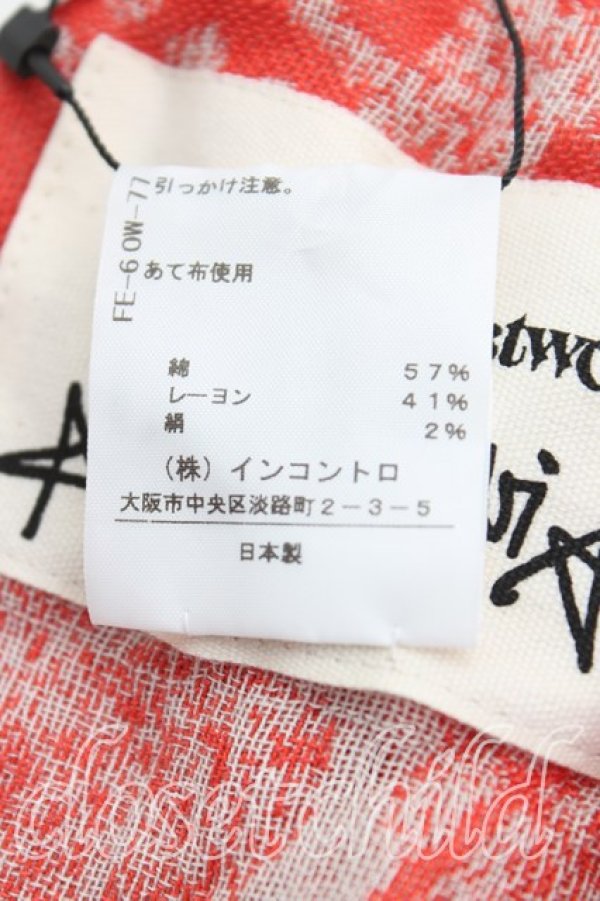 引っかけ注意。
FE-60W-77
あて布使用
綿 57%
レーヨン 41%
絹 2%
(株) インコントロ
大阪市中央区淡路町2-3-5
日本製
closet child